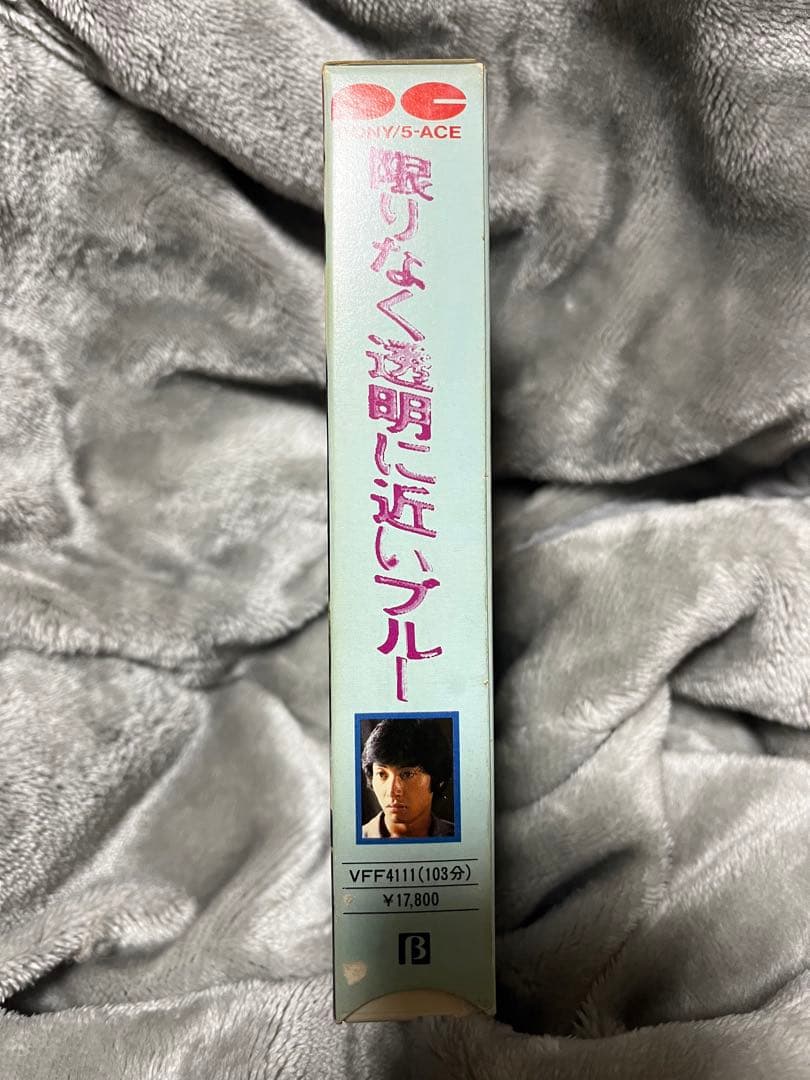 PONY/5-ACE
限りなく透明に近いブルー
VFF4111(103分)
¥17,800
β